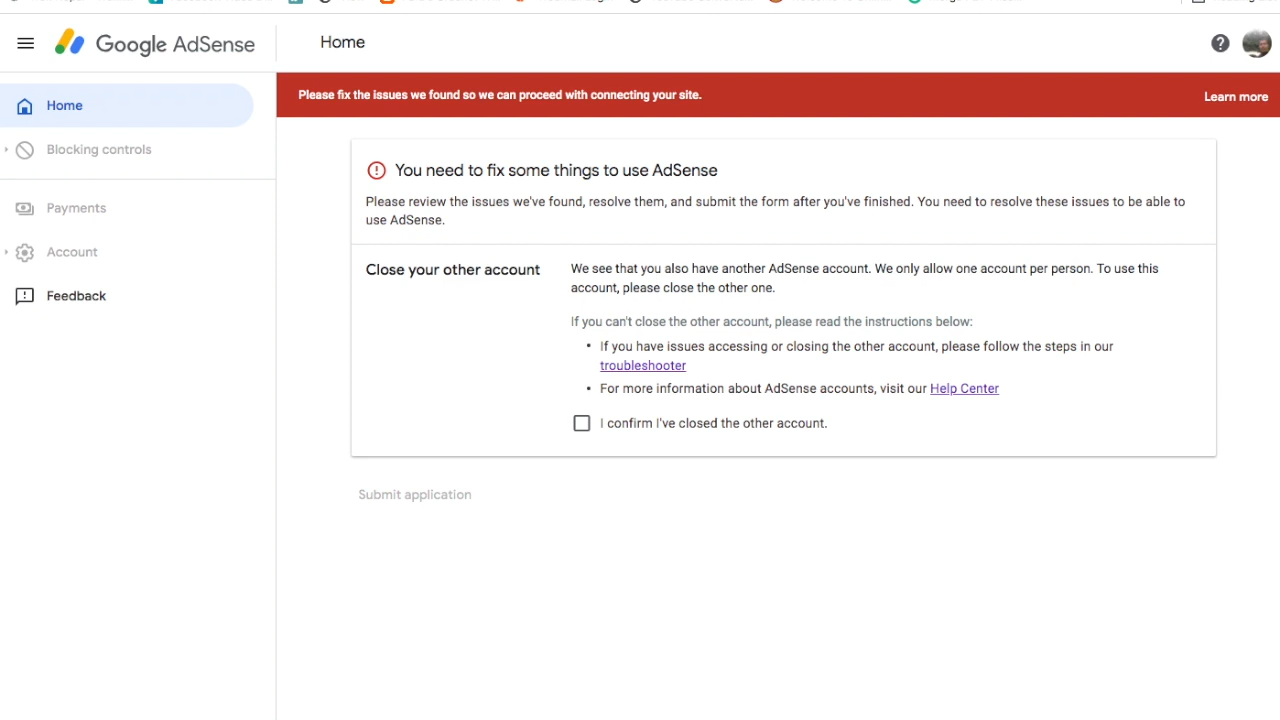 Google AdSense
Home
Please fix the issues we found so we can proceed with connecting your site.
Learn more
Home
Blocking controls
Payments
Account
Feedback
You need to fix some things to use AdSense
Please review the issues we've found, resolve them, and submit the form after you've finished. You need to resolve these issues to be able to
use AdSense.
Close your other account
We see that you also have another AdSense account. We only allow one account per person. To use this
account, please close the other one.
If you can't close the other account, please read the instructions below:
• If you have issues accessing or closing the other account, please follow the steps in our
troubleshooter
• For more information about AdSense accounts, visit our Help Center
I confirm I've closed the other account.
Submit application